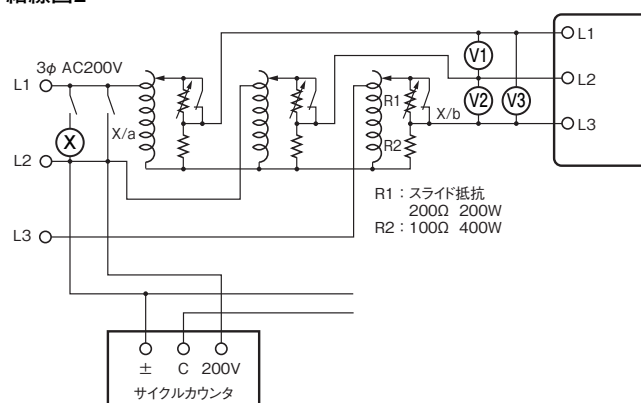 結線図2
3φ AC200V
L1
L2
L3
X
X/a
R1
R2
X/b
V1
V2
V3
L1
L2
L3
R1：スライド抵抗
200Ω 200W
R2：100Ω 400W
± C 200V
サイクルカウンタ